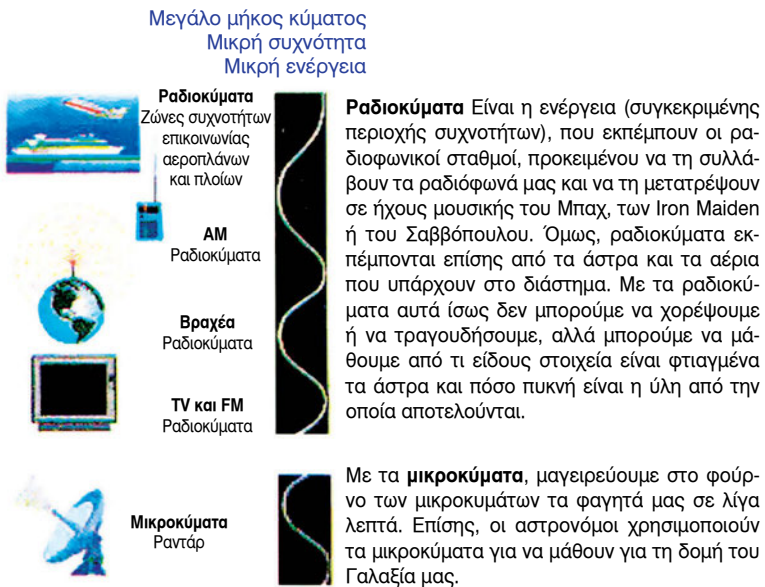 Μεγάλο μήκος κύματος
Μικρή συχνότητα
Μικρή ενέργεια
Ραδιοκύματα
Ζώνες συχνοτήτων
επικοινωνίας
αεροπλάνων
και πλοίων
AM
Ραδιοκύματα
Βραχέα
Ραδιοκύματα
TV και FM
Ραδιοκύματα
Ραδιοκύματα Είναι η ενέργεια (συγκεκριμένης
περιοχής συχνοτήτων), που εκπέμπουν οι ρα-
διοφωνικοί σταθμοί, προκειμένου να τη συλλά-
βουν τα ραδιόφωνά μας και να τη μετατρέψουν
σε ήχους μουσικής του Μπαχ, των Iron Maiden
ή του Σαββόπουλου. Όμως, ραδιοκύματα εκ-
πέμπονται επίσης από τα άστρα και τα αέρια
που υπάρχουν στο διάστημα. Με τα ραδιοκύ-
ματα αυτά ίσως δεν μπορούμε να χορέψουμε
ή να τραγουδήσουμε, αλλά μπορούμε να μά-
θουμε από τι είδους στοιχεία είναι φτιαγμένα
τα άστρα και πόσο πυκνή είναι η ύλη από την
οποία αποτελούνται.
Μικροκύματα
Ραντάρ
Με τα μικροκύματα, μαγειρεύουμε στο φούρ-
νο των μικροκυμάτων τα φαγητά μας σε λίγα
λεπτά. Επίσης, οι αστρονόμοι χρησιμοποιούν
τα μικροκύματα για να μάθουν για τη δομή του
Γαλαξία μας.